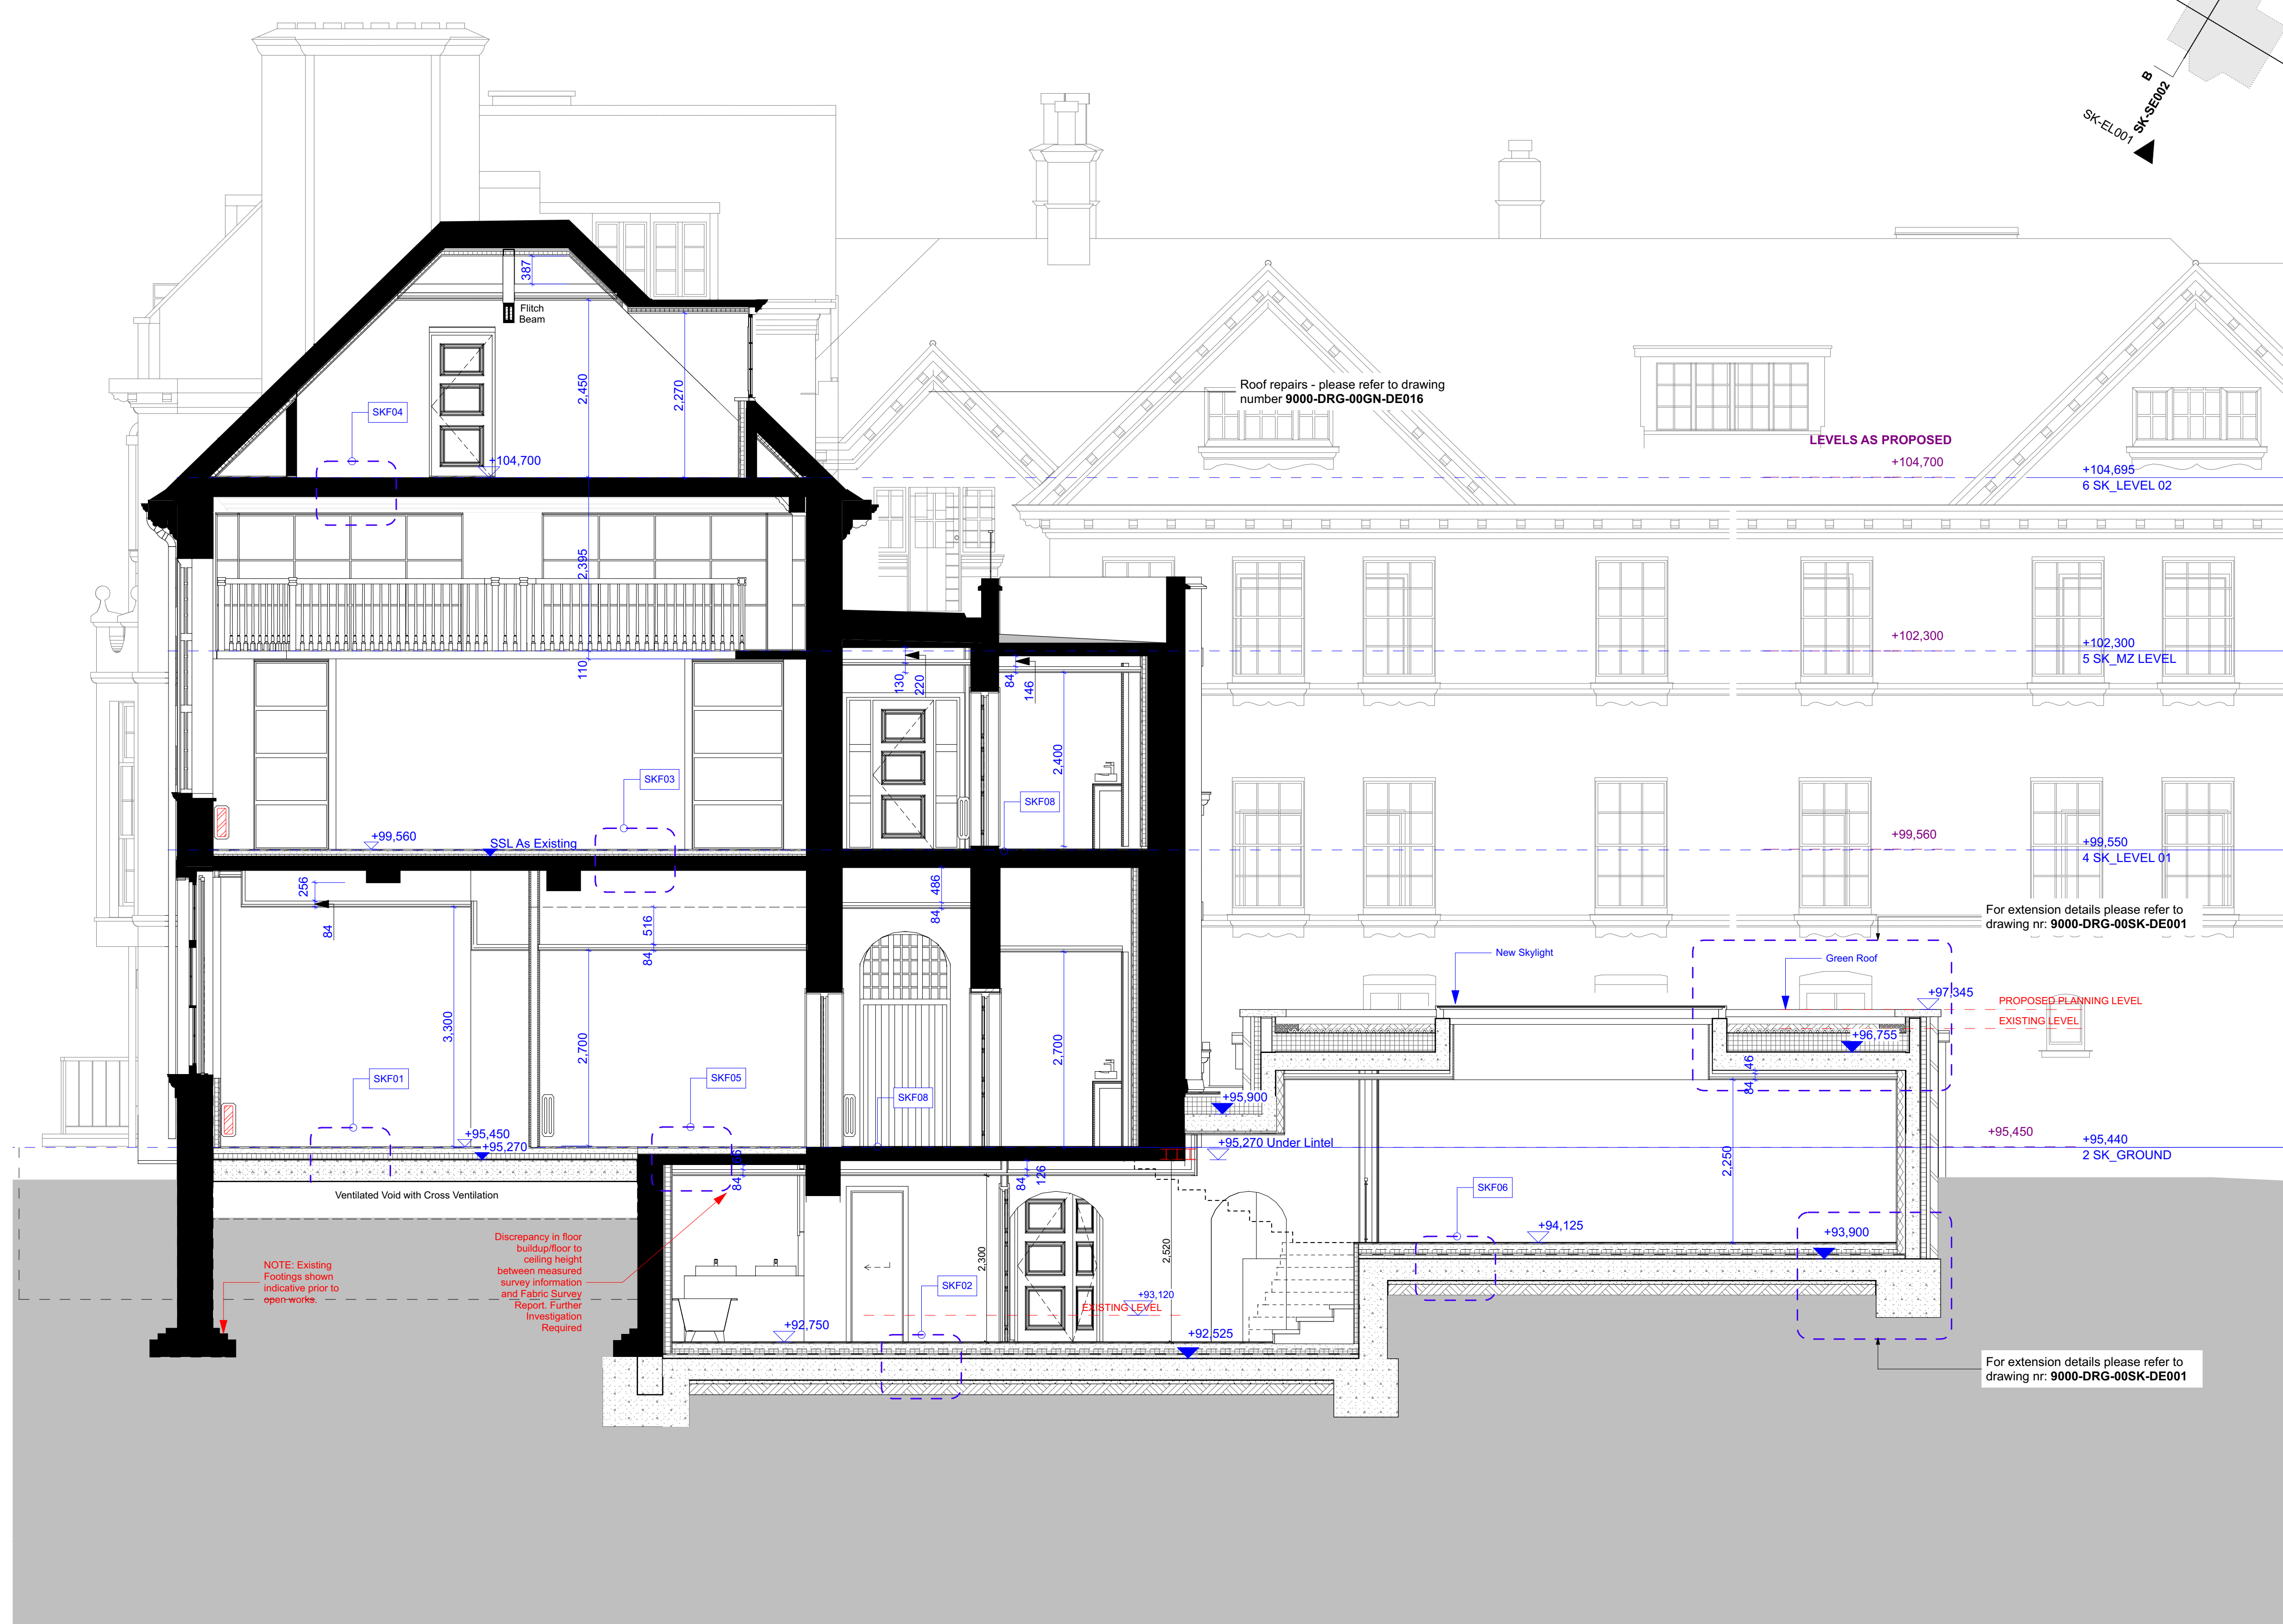 B
SK-SE002
SK-EL001
387
Flitch
Beam
2,450
2,270
SKF04
+104,700
Roof repairs - please refer to drawing
number 9000-DRG-00GN-DE016
LEVELS AS PROPOSED
+104,700
+104,695
6 SK_LEVEL 02
2,395
110
+102,300
+102,300
5 SK_MZ LEVEL
130
220
84
146
2,400
SKF03
SKF08
+99,560
SSL As Existing
+99,560
+99,550
4 SK_LEVEL 01
256
84
516
84
486
84
3,300
2,700
2,700
For extension details please refer to
drawing nr: 9000-DRG-00SK-DE001
New Skylight
Green Roof
+97,345
PROPOSED PLANNING LEVEL
EXISTING LEVEL
+96,755
46
84
SKF01
SKF05
SKF08
+95,900
+95,450
+95,270
+95,270 Under Lintel
+95,450
+95,440
2 SK_GROUND
84
84
126
2,250
Ventilated Void with Cross Ventilation
SKF06
+94,125
+93,900
Discrepancy in floor
buildup/floor to
ceiling height
between measured
survey information
and Fabric Survey
Report. Further
Investigation
Required
NOTE: Existing
Footings shown
indicative prior to
open works.
2,300
2,520
SKF02
+93,120
EXISTING LEVEL
+92,750
+92,525
For extension details please refer to
drawing nr: 9000-DRG-00SK-DE001